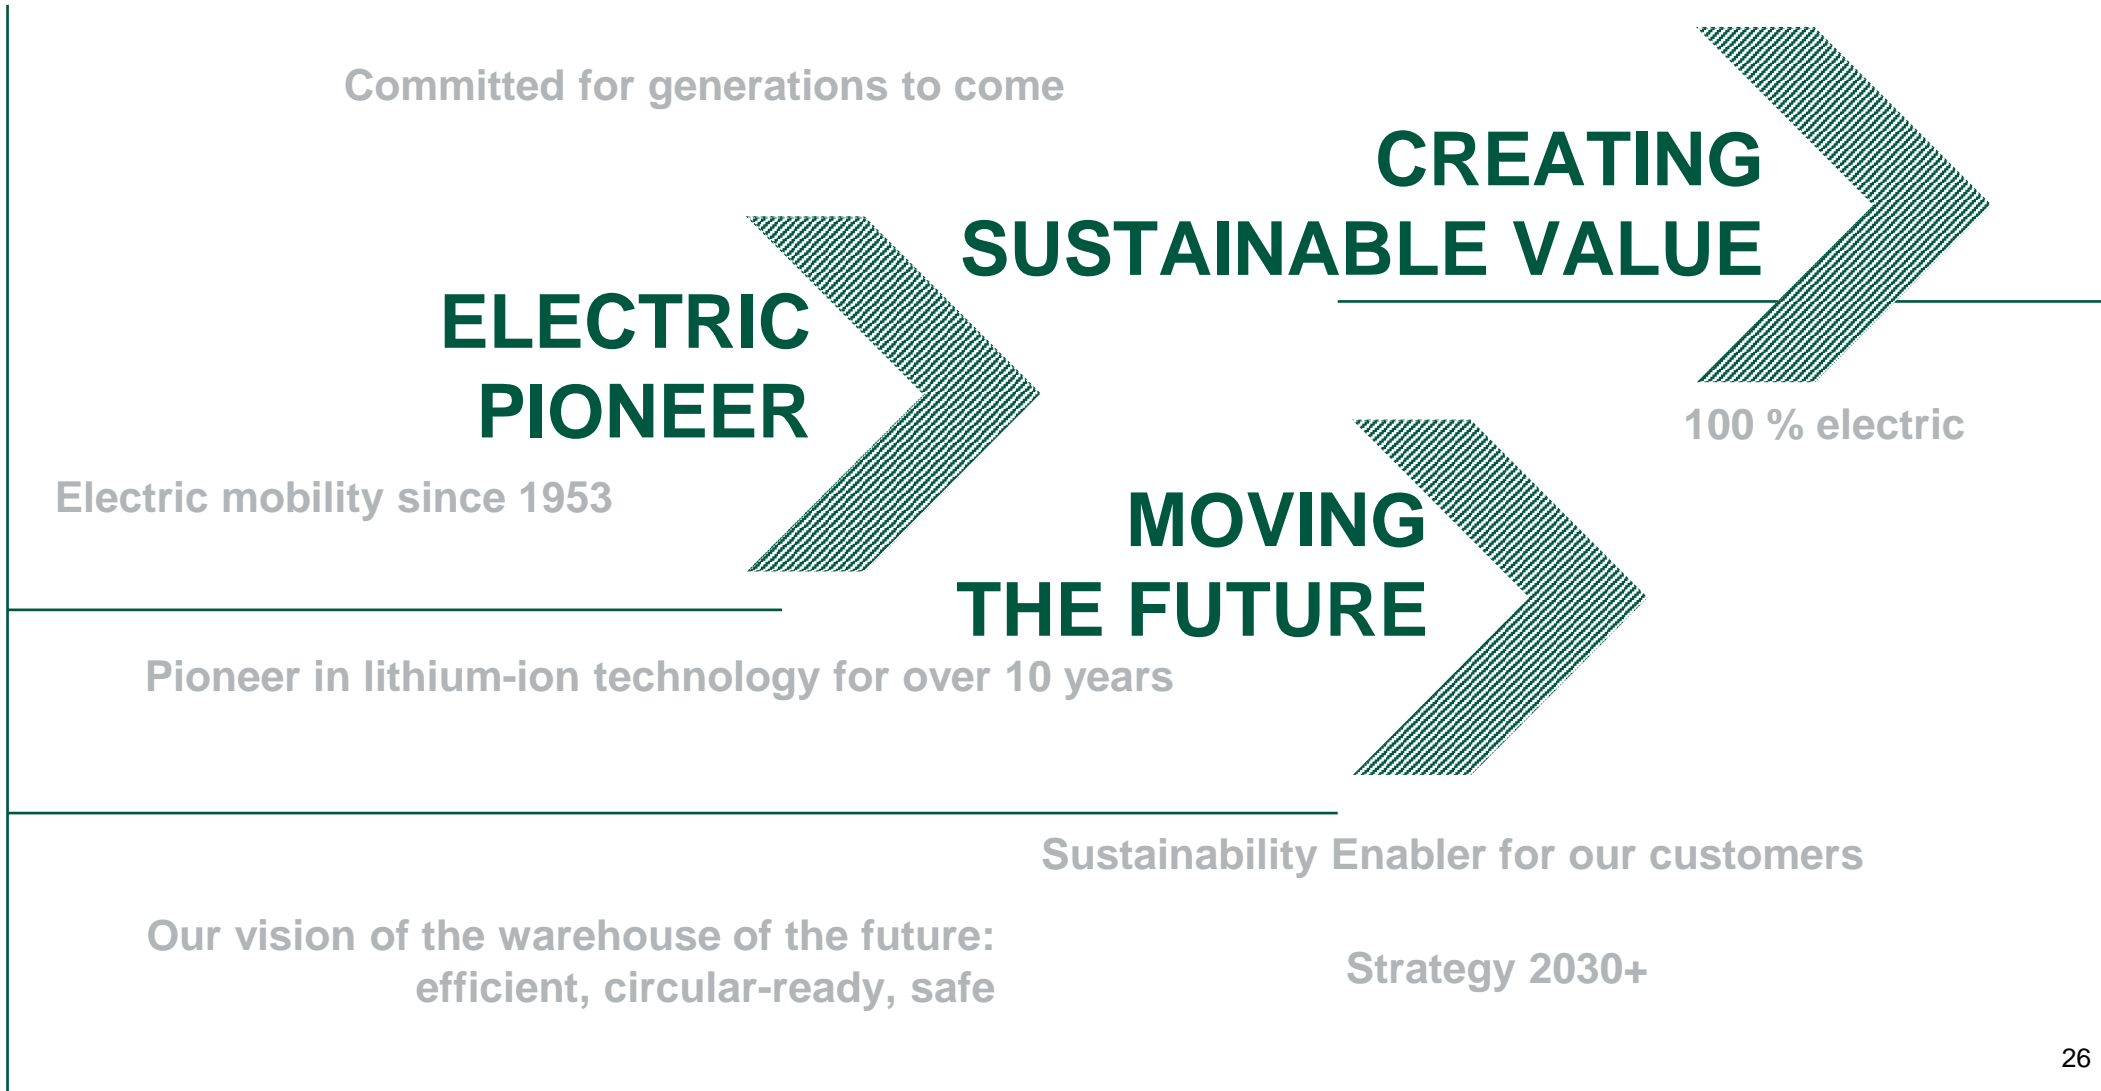 Committed for generations to come
CREATING
SUSTAINABLE VALUE
ELECTRIC
PIONEER
100 % electric
Electric mobility since 1953
MOVING
THE FUTURE
Pioneer in lithium-ion technology for over 10 years
Sustainability Enabler for our customers
Our vision of the warehouse of the future:
efficient, circular-ready, safe
Strategy 2030+
26